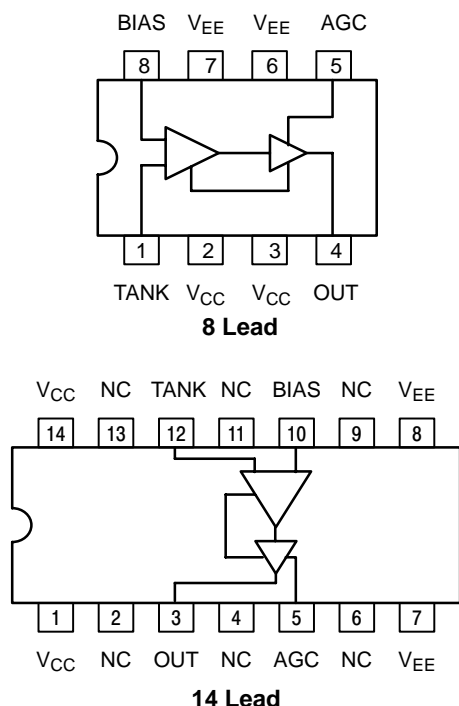 BIAS VEE VEE AGC
8 7 6 5
1 2 3 4
TANK VCC VCC OUT
8 Lead
VCC NC TANK NC BIAS NC VEE
14 13 12 11 10 9 8
1 2 3 4 5 6 7
VCC NC OUT NC AGC NC VEE
14 Lead